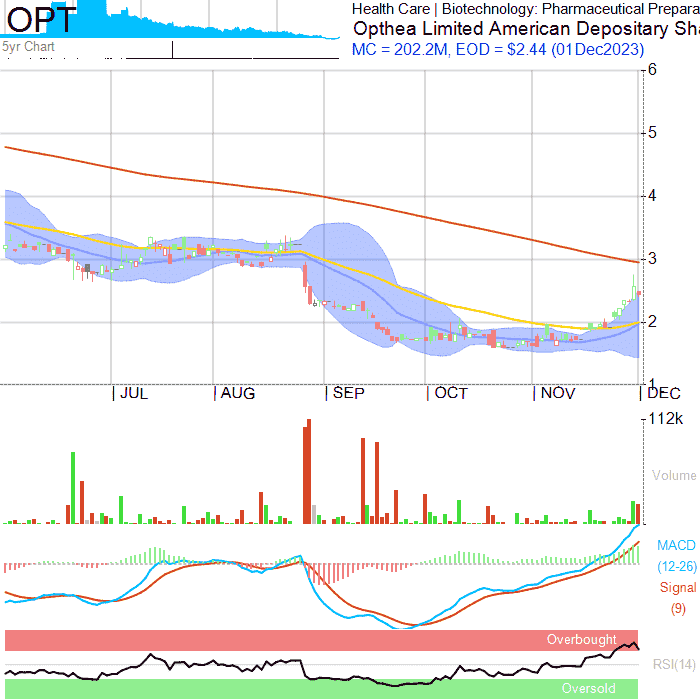 OPT
Health Care | Biotechnology: Pharmaceutical Prepara
Opthea Limited American Depositary Sha
MC = 202.2M, EOD = $2.44 (01Dec2023)
5yr Chart
6
5
4
3
2
1
JUL AUG SEP OCT NOV DEC
112k
Volume
MACD
(12-26)
Signal
(9)
Overbought
RSI(14)
Oversold